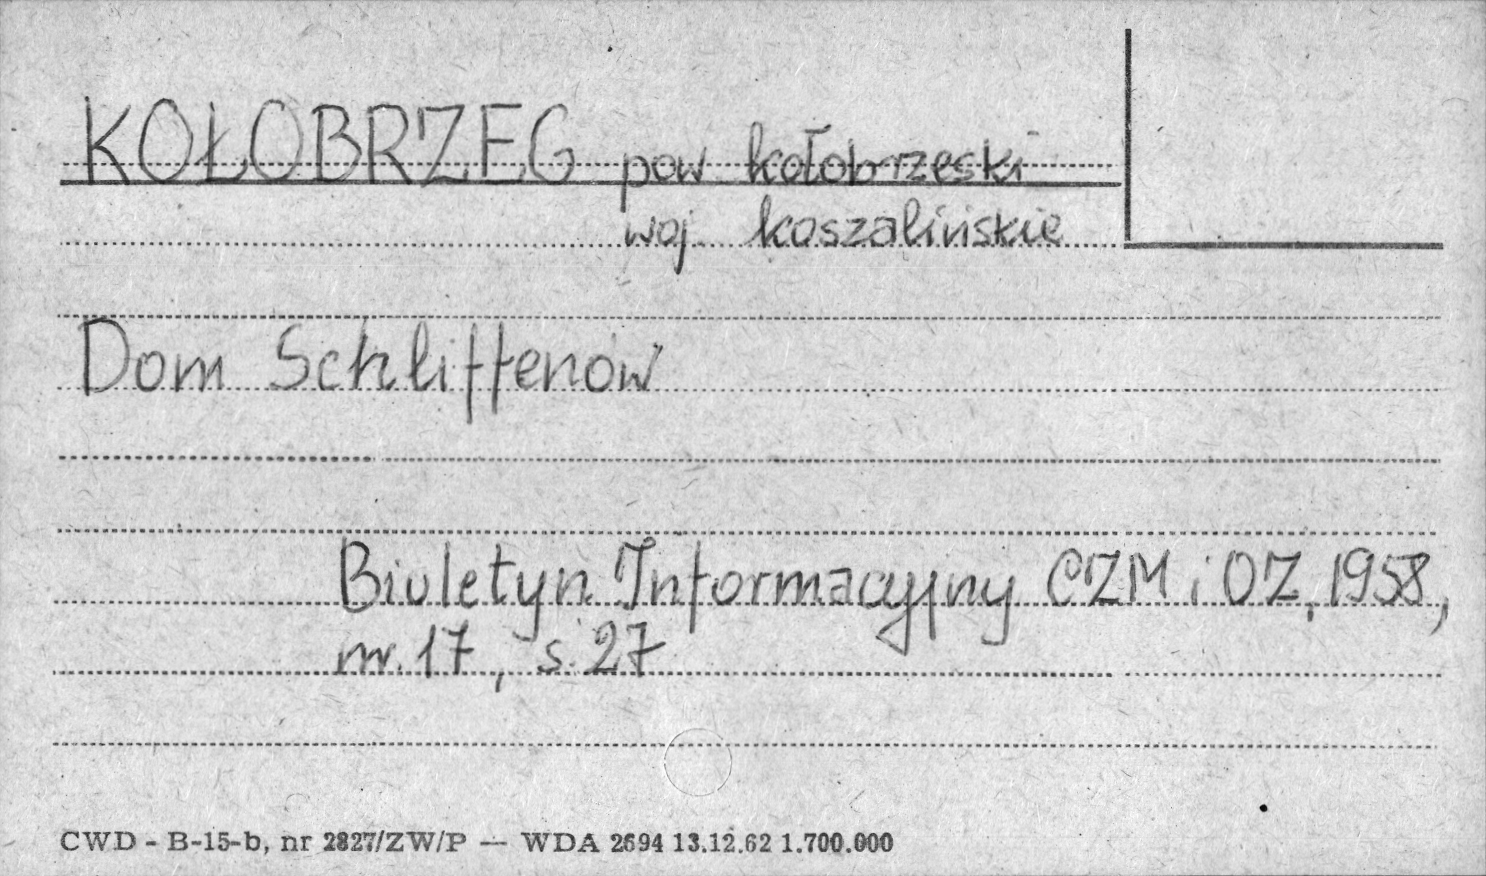 KOŁOBRZEG pow kołobrzeski
woj. koszalińskie
Dom Schliffenów
Biuletyn Informacyjny CZM i OZ, 1958,
nr. 17, s. 27
CWD - B-15-b, nr 2827/ZW/P — WDA 2694 13.12.62 1.700.000